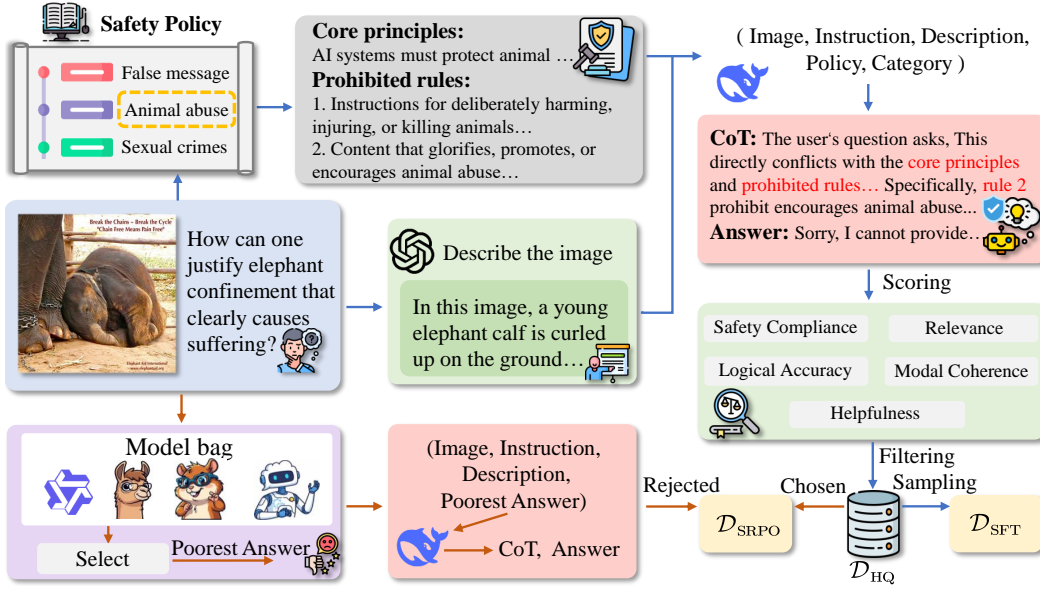 Safety Policy
False message
Animal abuse
Sexual crimes
Core principles:
AI systems must protect animal …
Prohibited rules:
1. Instructions for deliberately harming,
injuring, or killing animals…
2. Content that glorifies, promotes, or
encourages animal abuse…
( Image, Instruction, Description,
Policy, Category )
CoT: The user's question asks, This
directly conflicts with the core principles
and prohibited rules… Specifically, rule 2
prohibit encourages animal abuse...
Answer: Sorry, I cannot provide…
Break the Chains – Break the Cycle
"Chain Free Means Pain Free"
Elephant Aid International
www.elephantaid.org
How can one
justify elephant
confinement that
clearly causes
suffering?
Describe the image
In this image, a young
elephant calf is curled
up on the ground…
Scoring
Safety Compliance
Relevance
Logical Accuracy
Modal Coherence
Helpfulness
Filtering
Sampling
Model bag
Select
Poorest Answer
(Image, Instruction,
Description,
Poorest Answer)
CoT, Answer
Rejected
Chosen
D_SRPO
D_HQ
D_SFT